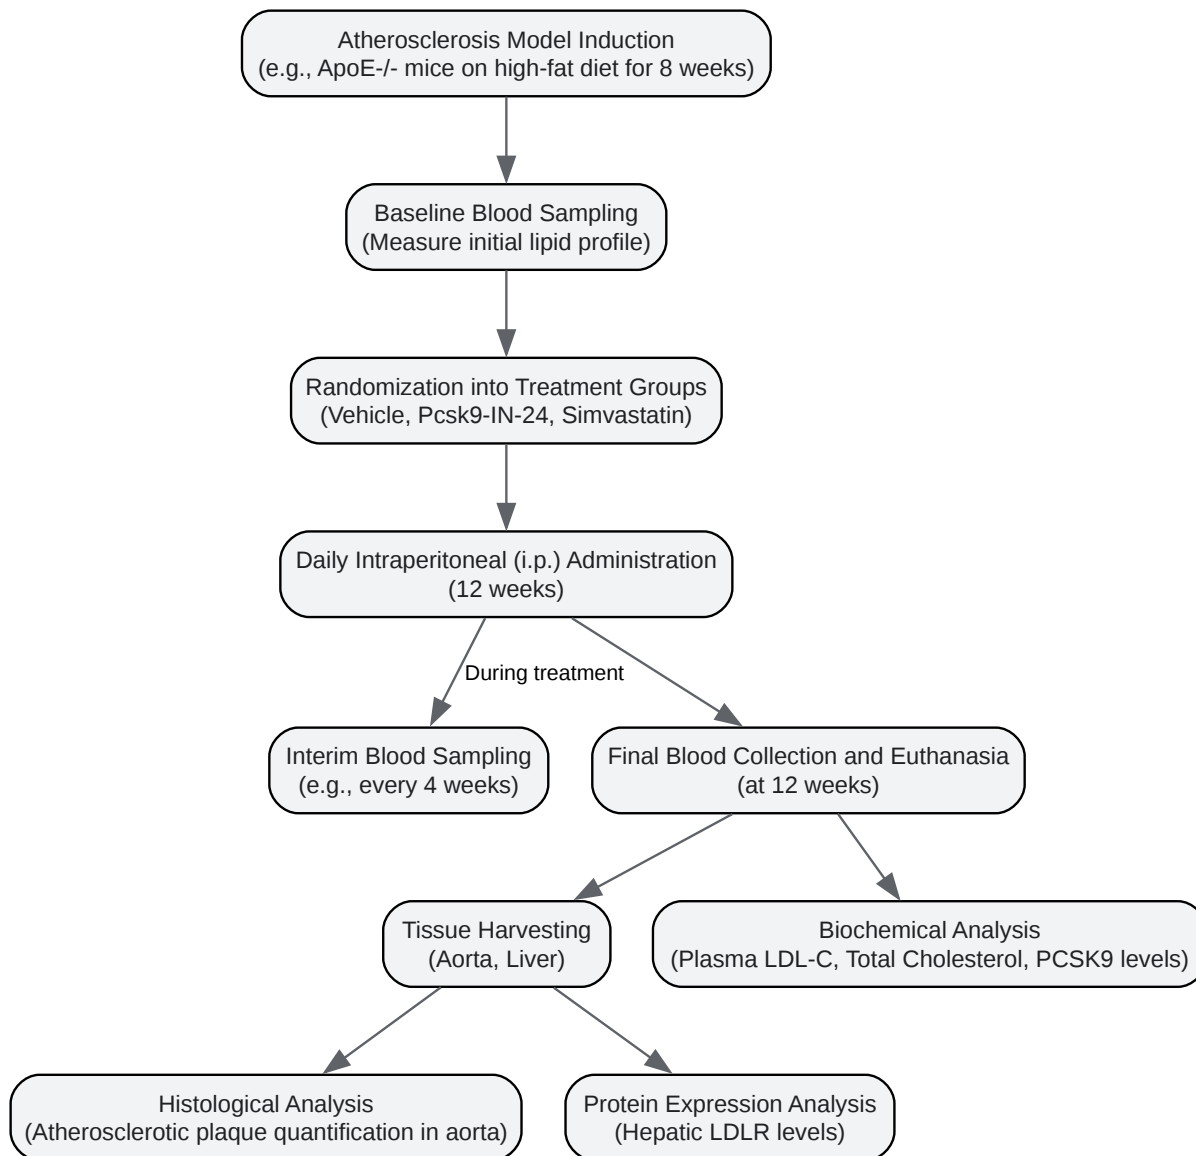 Atherosclerosis Model Induction
(e.g., ApoE-/- mice on high-fat diet for 8 weeks)
Baseline Blood Sampling
(Measure initial lipid profile)
Randomization into Treatment Groups
(Vehicle, Pcsk9-IN-24, Simvastatin)
Daily Intraperitoneal (i.p.) Administration
(12 weeks)
During treatment
Interim Blood Sampling
(e.g., every 4 weeks)
Final Blood Collection and Euthanasia
(at 12 weeks)
Tissue Harvesting
(Aorta, Liver)
Biochemical Analysis
(Plasma LDL-C, Total Cholesterol, PCSK9 levels)
Histological Analysis
(Atherosclerotic plaque quantification in aorta)
Protein Expression Analysis
(Hepatic LDLR levels)